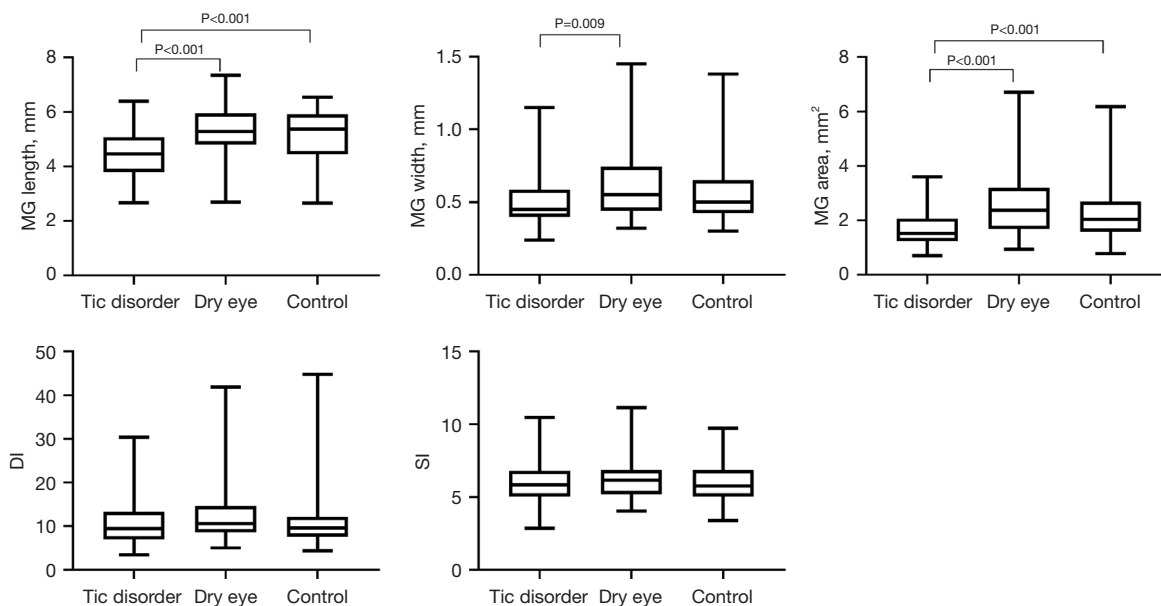 P<0.001
P<0.001
MG length, mm
8
6
4
2
0
Tic disorder Dry eye Control
P=0.009
MG width, mm
1.5
1.0
0.5
0.0
Tic disorder Dry eye Control
P<0.001
P<0.001
MG area, mm²
8
6
4
2
0
Tic disorder Dry eye Control
DI
50
40
30
20
10
0
Tic disorder Dry eye Control
SI
15
10
5
0
Tic disorder Dry eye Control